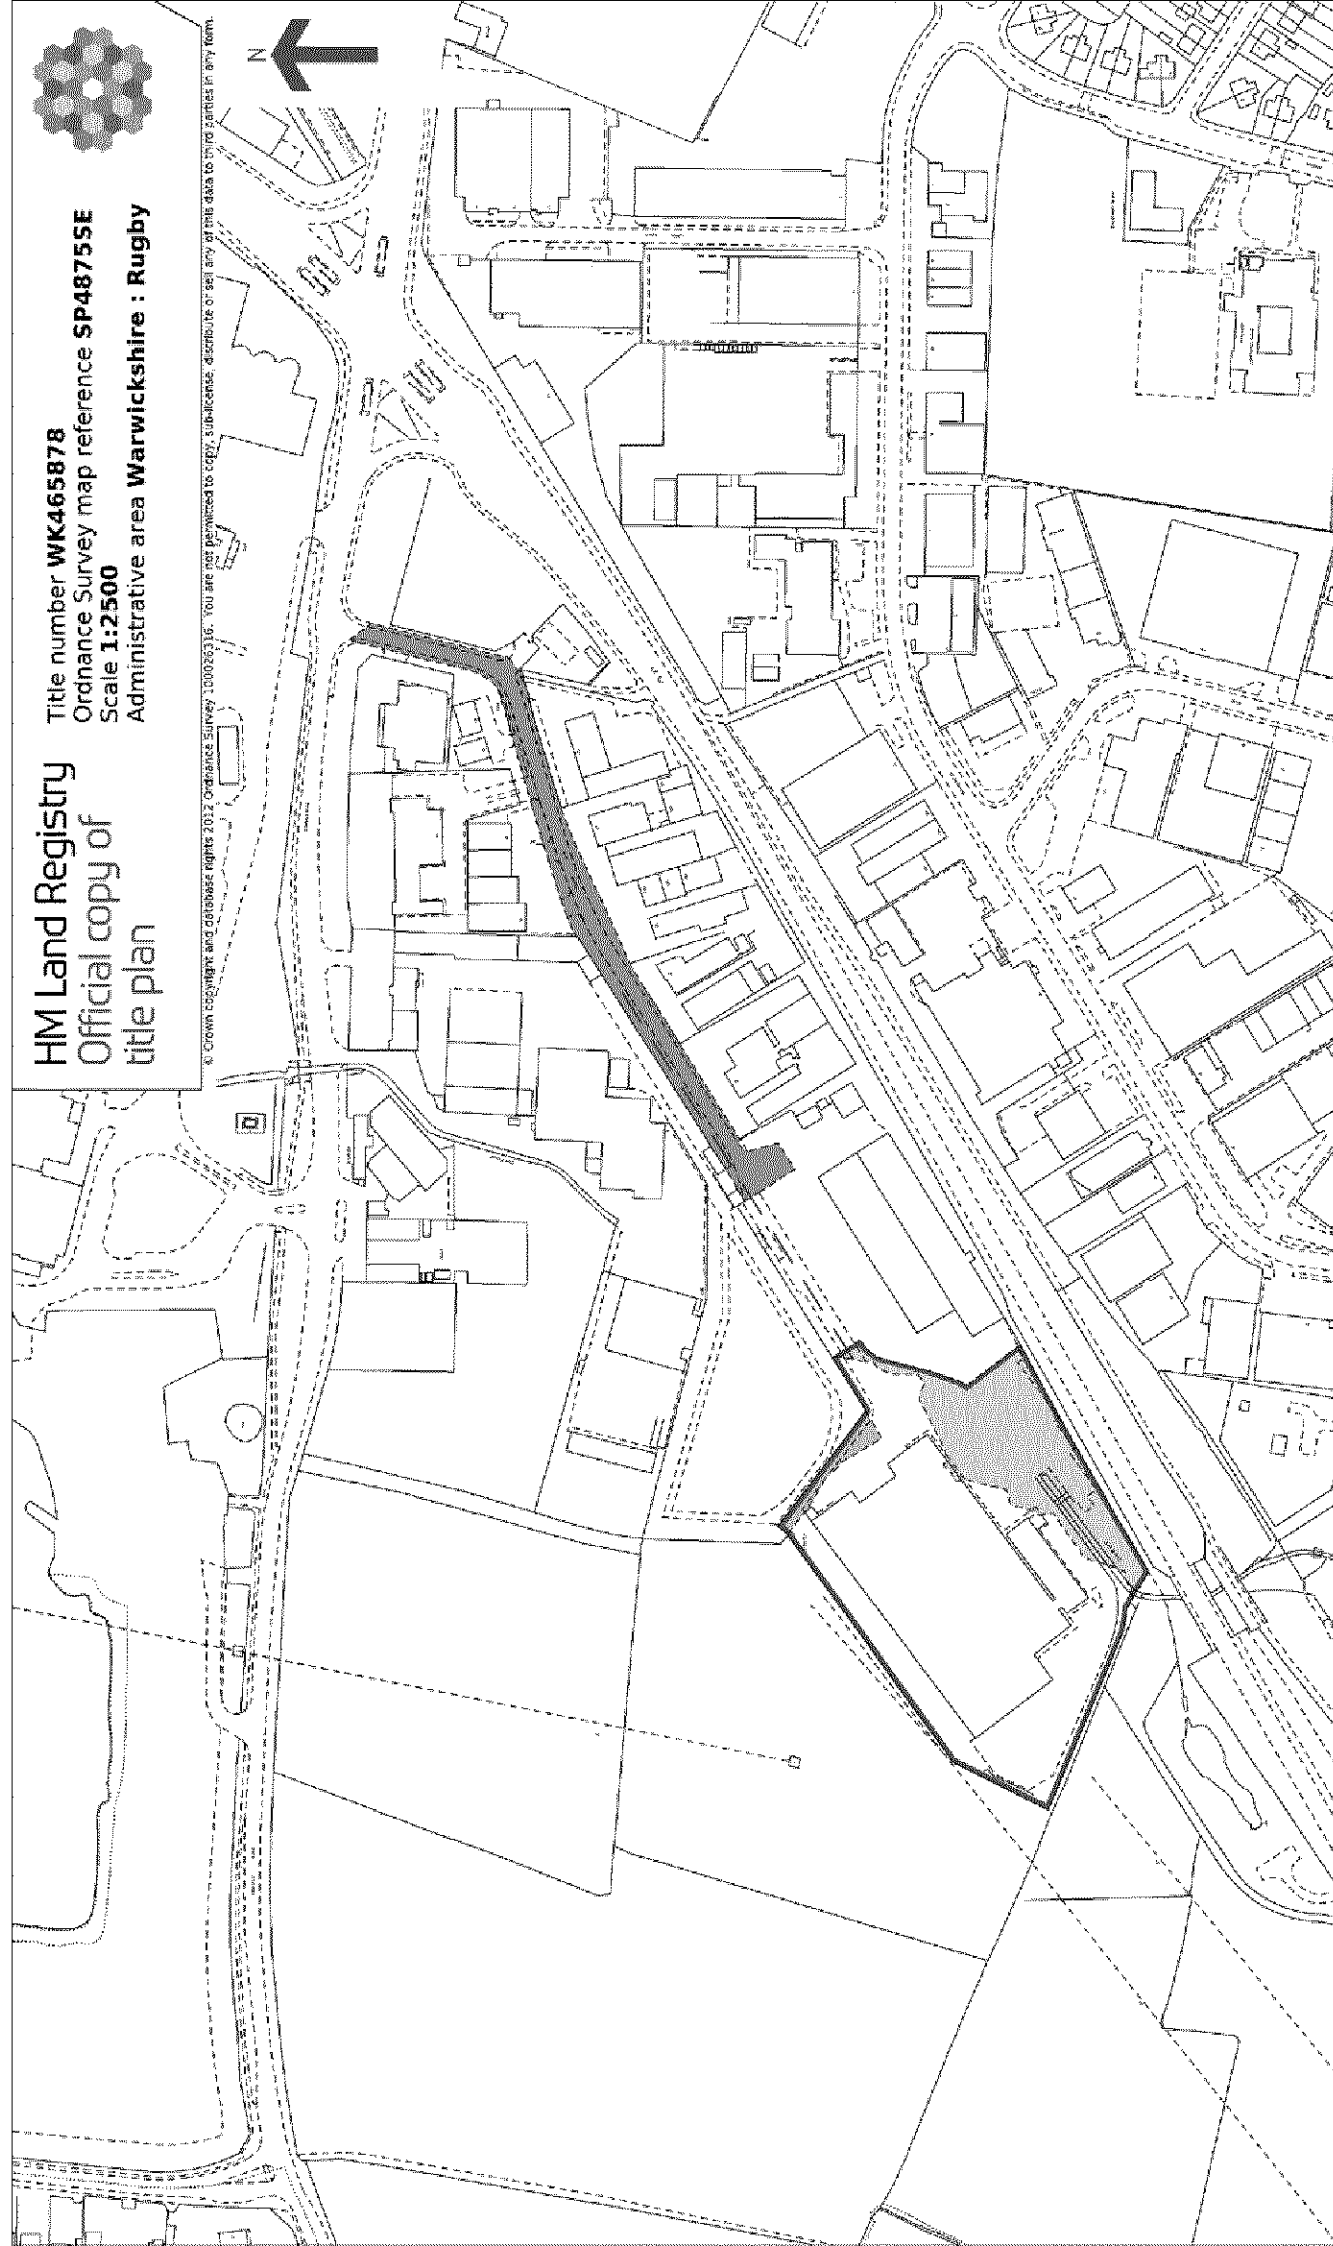 HM Land Registry
Official copy of
title plan
Title number WK465878
Ordnance Survey map reference SP4875SE
Scale 1:2500
Administrative area Warwickshire : Rugby
© Crown copyright and database rights 2012 Ordnance Survey 100026316. You are not permitted to copy, sub-license, distribute or sell any of this data to third parties in any form.
N